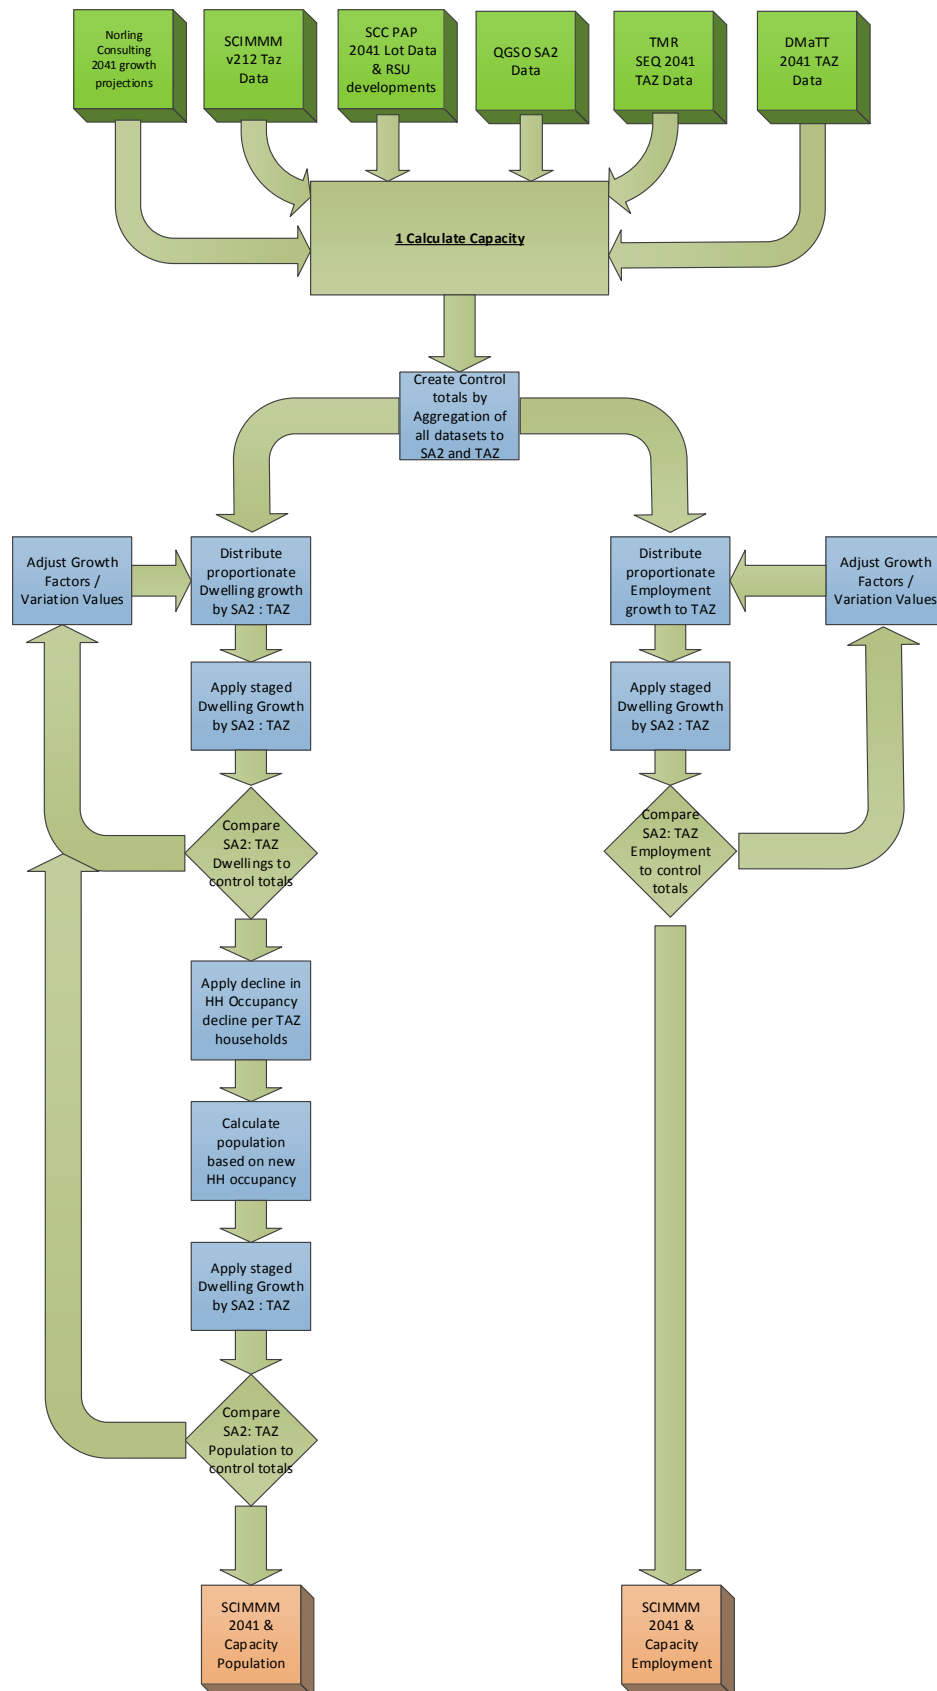 Norling
Consulting
2041 growth
projections
SCIMMM
v212 Taz
Data
SCC PAP
2041 Lot Data
& RSU
developments
QGSO SA2
Data
TMR
SEQ 2041
TAZ Data
DMaTT
2041 TAZ
Data
1 Calculate Capacity
Create Control
totals by
Aggregation of
all datasets to
SA2 and TAZ
Adjust Growth
Factors /
Variation Values
Distribute
proportionate
Dwelling growth
by SA2 : TAZ
Distribute
proportionate
Employment
growth to TAZ
Adjust Growth
Factors /
Variation Values
Apply staged
Dwelling Growth
by SA2 : TAZ
Apply staged
Dwelling Growth
by SA2 : TAZ
Compare
SA2: TAZ
Dwellings to
control totals
Compare
SA2: TAZ
Employment
to control
totals
Apply decline in
HH Occupancy
decline per TAZ
households
Calculate
population
based on new
HH occupancy
Apply staged
Dwelling Growth
by SA2 : TAZ
Compare
SA2: TAZ
Population to
control totals
SCIMMM
2041 &
Capacity
Population
SCIMMM
2041 &
Capacity
Employment